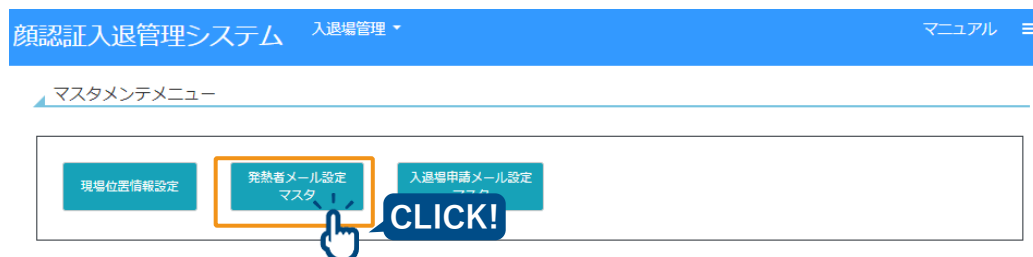 顔認証入退管理システム 入退場管理 マニュアル
マスタメンテメニュー
現場位置情報設定
発熱者メール設定
マスタ
入退場申請メール設定
マスタ
CLICK!